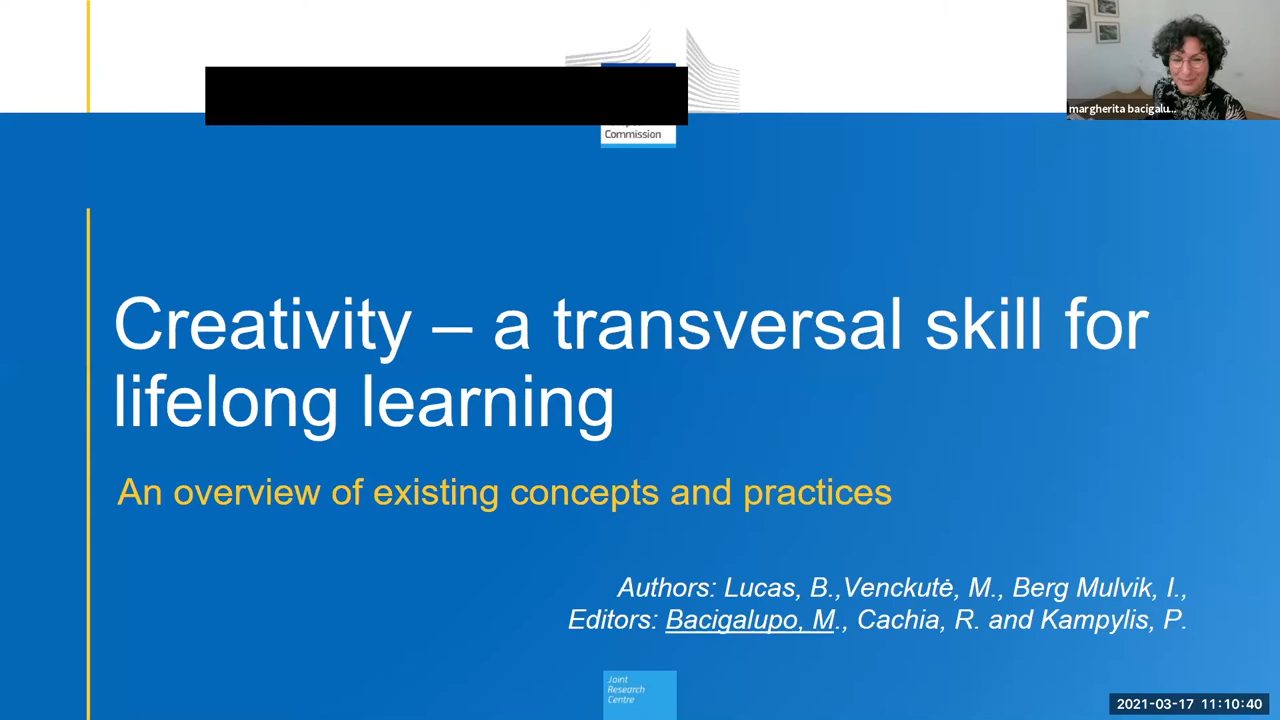 margherita bacigalu...
Commission
Creativity – a transversal skill for
lifelong learning
An overview of existing concepts and practices
Authors: Lucas, B.,Venckutė, M., Berg Mulvik, I.,
Editors: Bacigalupo, M., Cachia, R. and Kampylis, P.
Joint
Research
Centre
2021-03-17 11:10:40